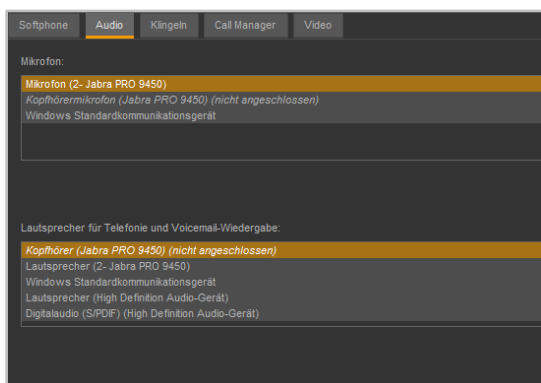 Softphone Audio Klingeln Call Manager Video
Mikrofon:
Mikrofon (2- Jabra PRO 9450)
Kopfhörermikrofon (Jabra PRO 9450) (nicht angeschlossen)
Windows Standardkommunikationsgerät
Lautsprecher für Telefonie und Voicemail-Wiedergabe:
Kopfhörer (Jabra PRO 9450) (nicht angeschlossen)
Lautsprecher (2- Jabra PRO 9450)
Windows Standardkommunikationsgerät
Lautsprecher (High Definition Audio-Gerät)
Digitalaudio (S/PDIF) (High Definition Audio-Gerät)